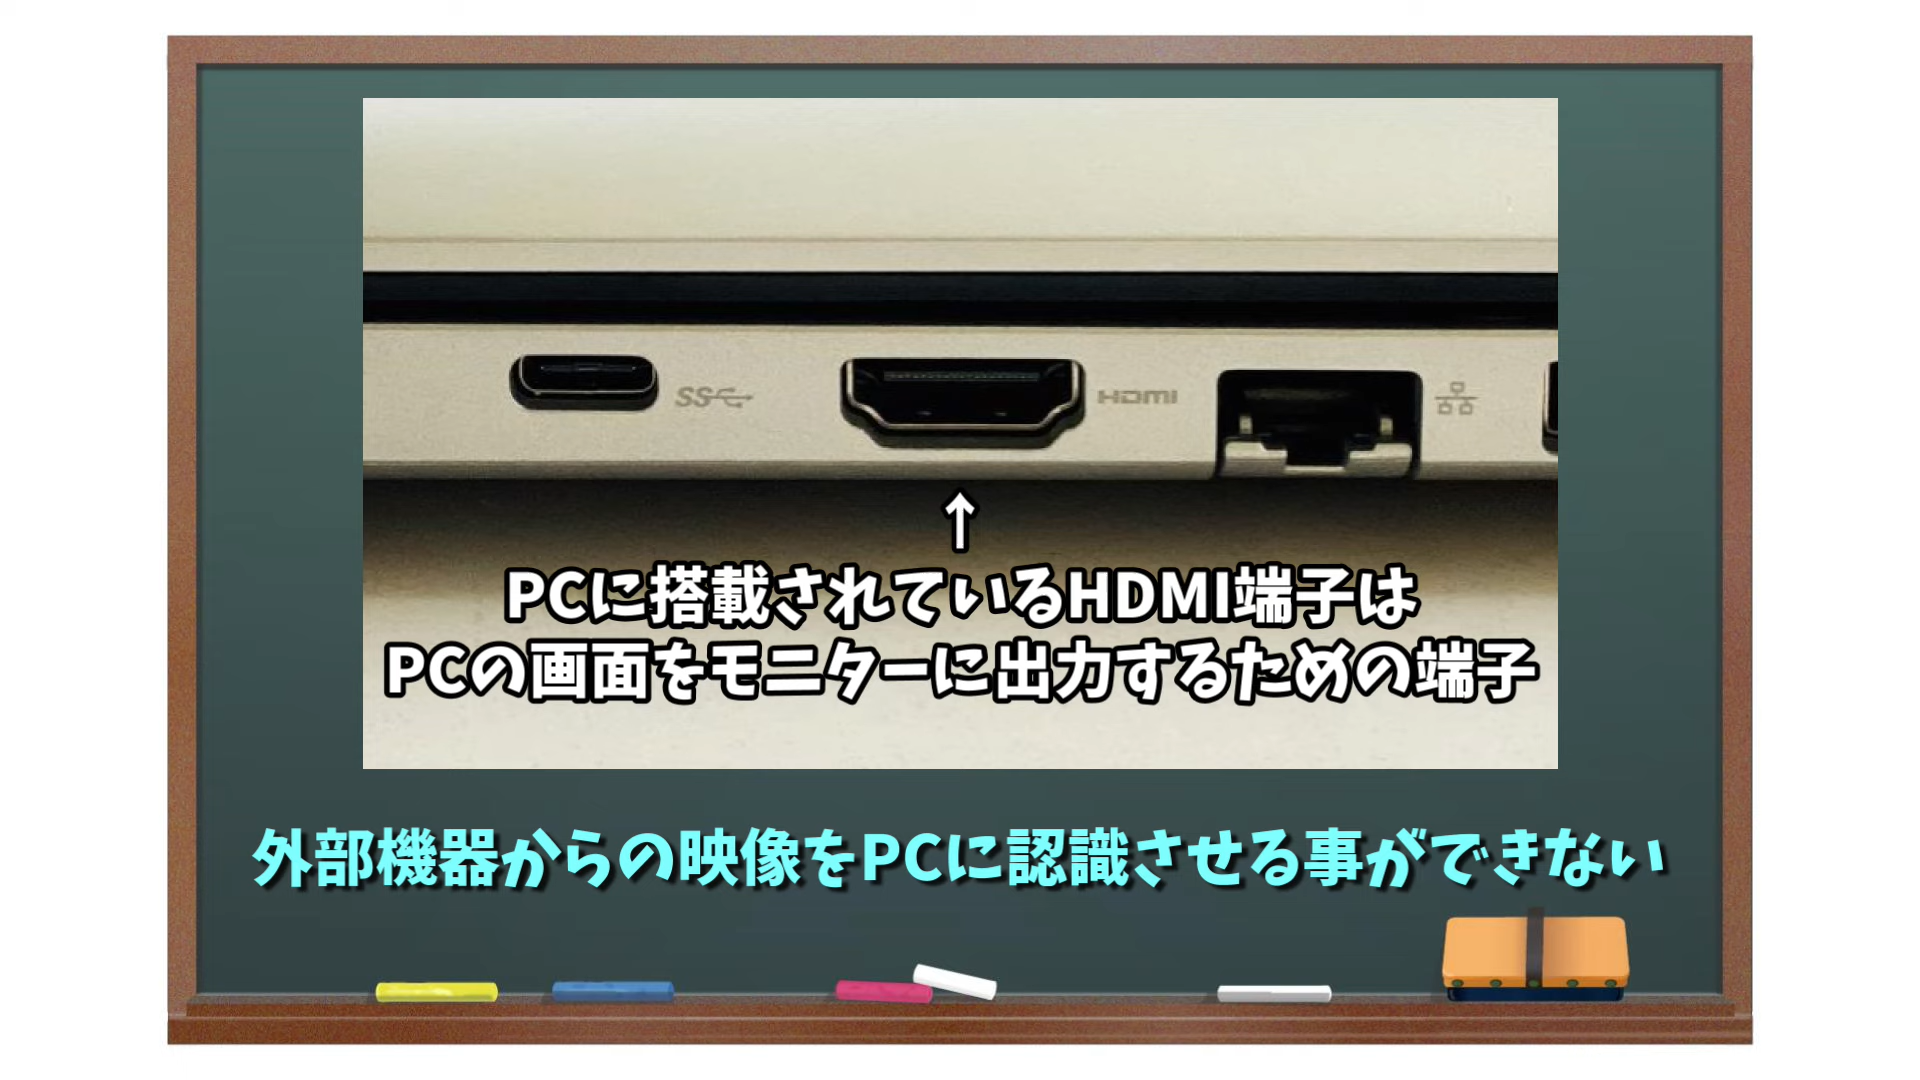 SS
HDMI
↑
PCに搭載されているHDMI端子は
PCの画面をモニターに出力するための端子
外部機器からの映像をPCに認識させる事ができない